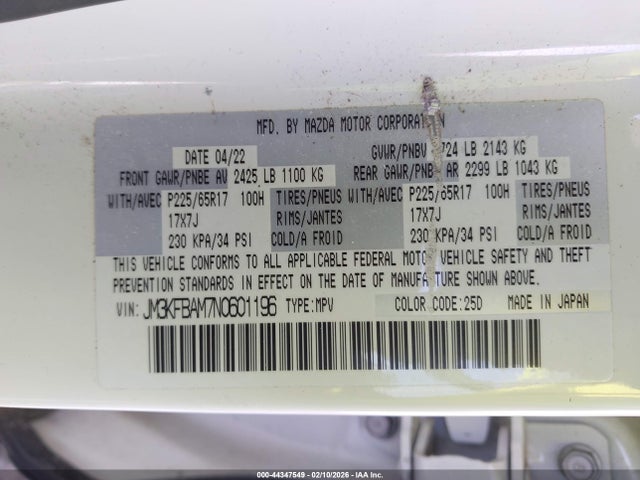 MFD. BY MAZDA MOTOR CORPORATION
DATE 04/22 GVWR/PNBV 724 LB 2143 KG
FRONT GAWR/PNBE AV 2425 LB 1100 KG REAR GAWR/PNBE AR 2299 LB 1043 KG
WITH/AVEC P225/65R17 100H TIRES/PNEUS WITH/AVEC P225/65R17 100H TIRES/PNEUS
17X7J RIMS/JANTES 17X7J RIMS/JANTES
230 KPA/34 PSI COLD/A FROID 230 KPA/34 PSI COLD/A FROID
THIS VEHICLE CONFORMS TO ALL APPLICABLE FEDERAL MOTOR VEHICLE SAFETY AND THEFT
PREVENTION STANDARDS IN EFFECT ON THE DATE OF MANUFACTURE SHOWN ABOVE.
VIN: JM3KFBAM7N0601196 TYPE:MPV COLOR CODE:25D MADE IN JAPAN
000-44347549 - 02/10/2026 - IAA Inc.